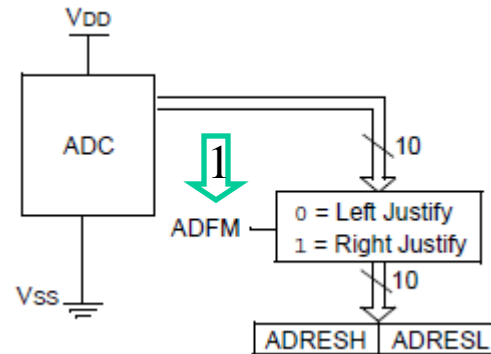 VDD
ADC
1
10
ADFM
0 = Left Justify
1 = Right Justify
10
VSS
ADRESH ADRESL